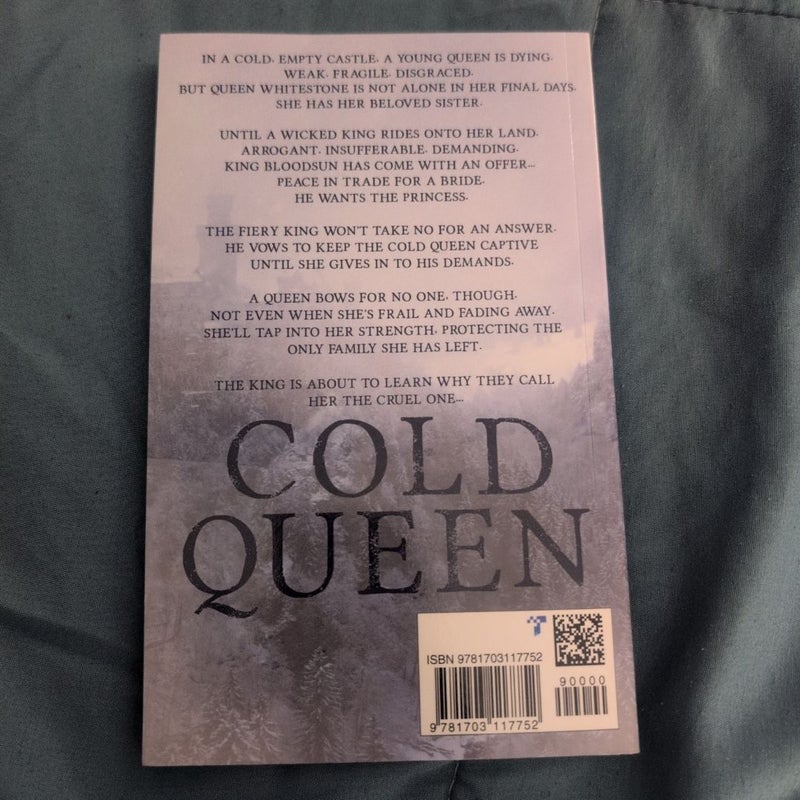 IN A COLD, EMPTY CASTLE, A YOUNG QUEEN IS DYING.
WEAK. FRAGILE. DISGRACED.
BUT QUEEN WHITESTONE IS NOT ALONE IN HER FINAL DAYS.
SHE HAS HER BELOVED SISTER.
UNTIL A WICKED KING RIDES ONTO HER LAND.
ARROGANT. INSUFFERABLE. DEMANDING.
KING BLOODSUN HAS COME WITH AN OFFER...
PEACE IN TRADE FOR A BRIDE.
HE WANTS THE PRINCESS.
THE FIERY KING WON'T TAKE NO FOR AN ANSWER.
HE VOWS TO KEEP THE COLD QUEEN CAPTIVE
UNTIL SHE GIVES IN TO HIS DEMANDS.
A QUEEN BOWS FOR NO ONE, THOUGH.
NOT EVEN WHEN SHE'S FRAIL AND FADING AWAY.
SHE'LL TAP INTO HER STRENGTH, PROTECTING THE
ONLY FAMILY SHE HAS LEFT.
THE KING IS ABOUT TO LEARN WHY THEY CALL
HER THE CRUEL ONE...
COLD
QUEEN
ISBN 9781703117752
90000
9 781703 117752